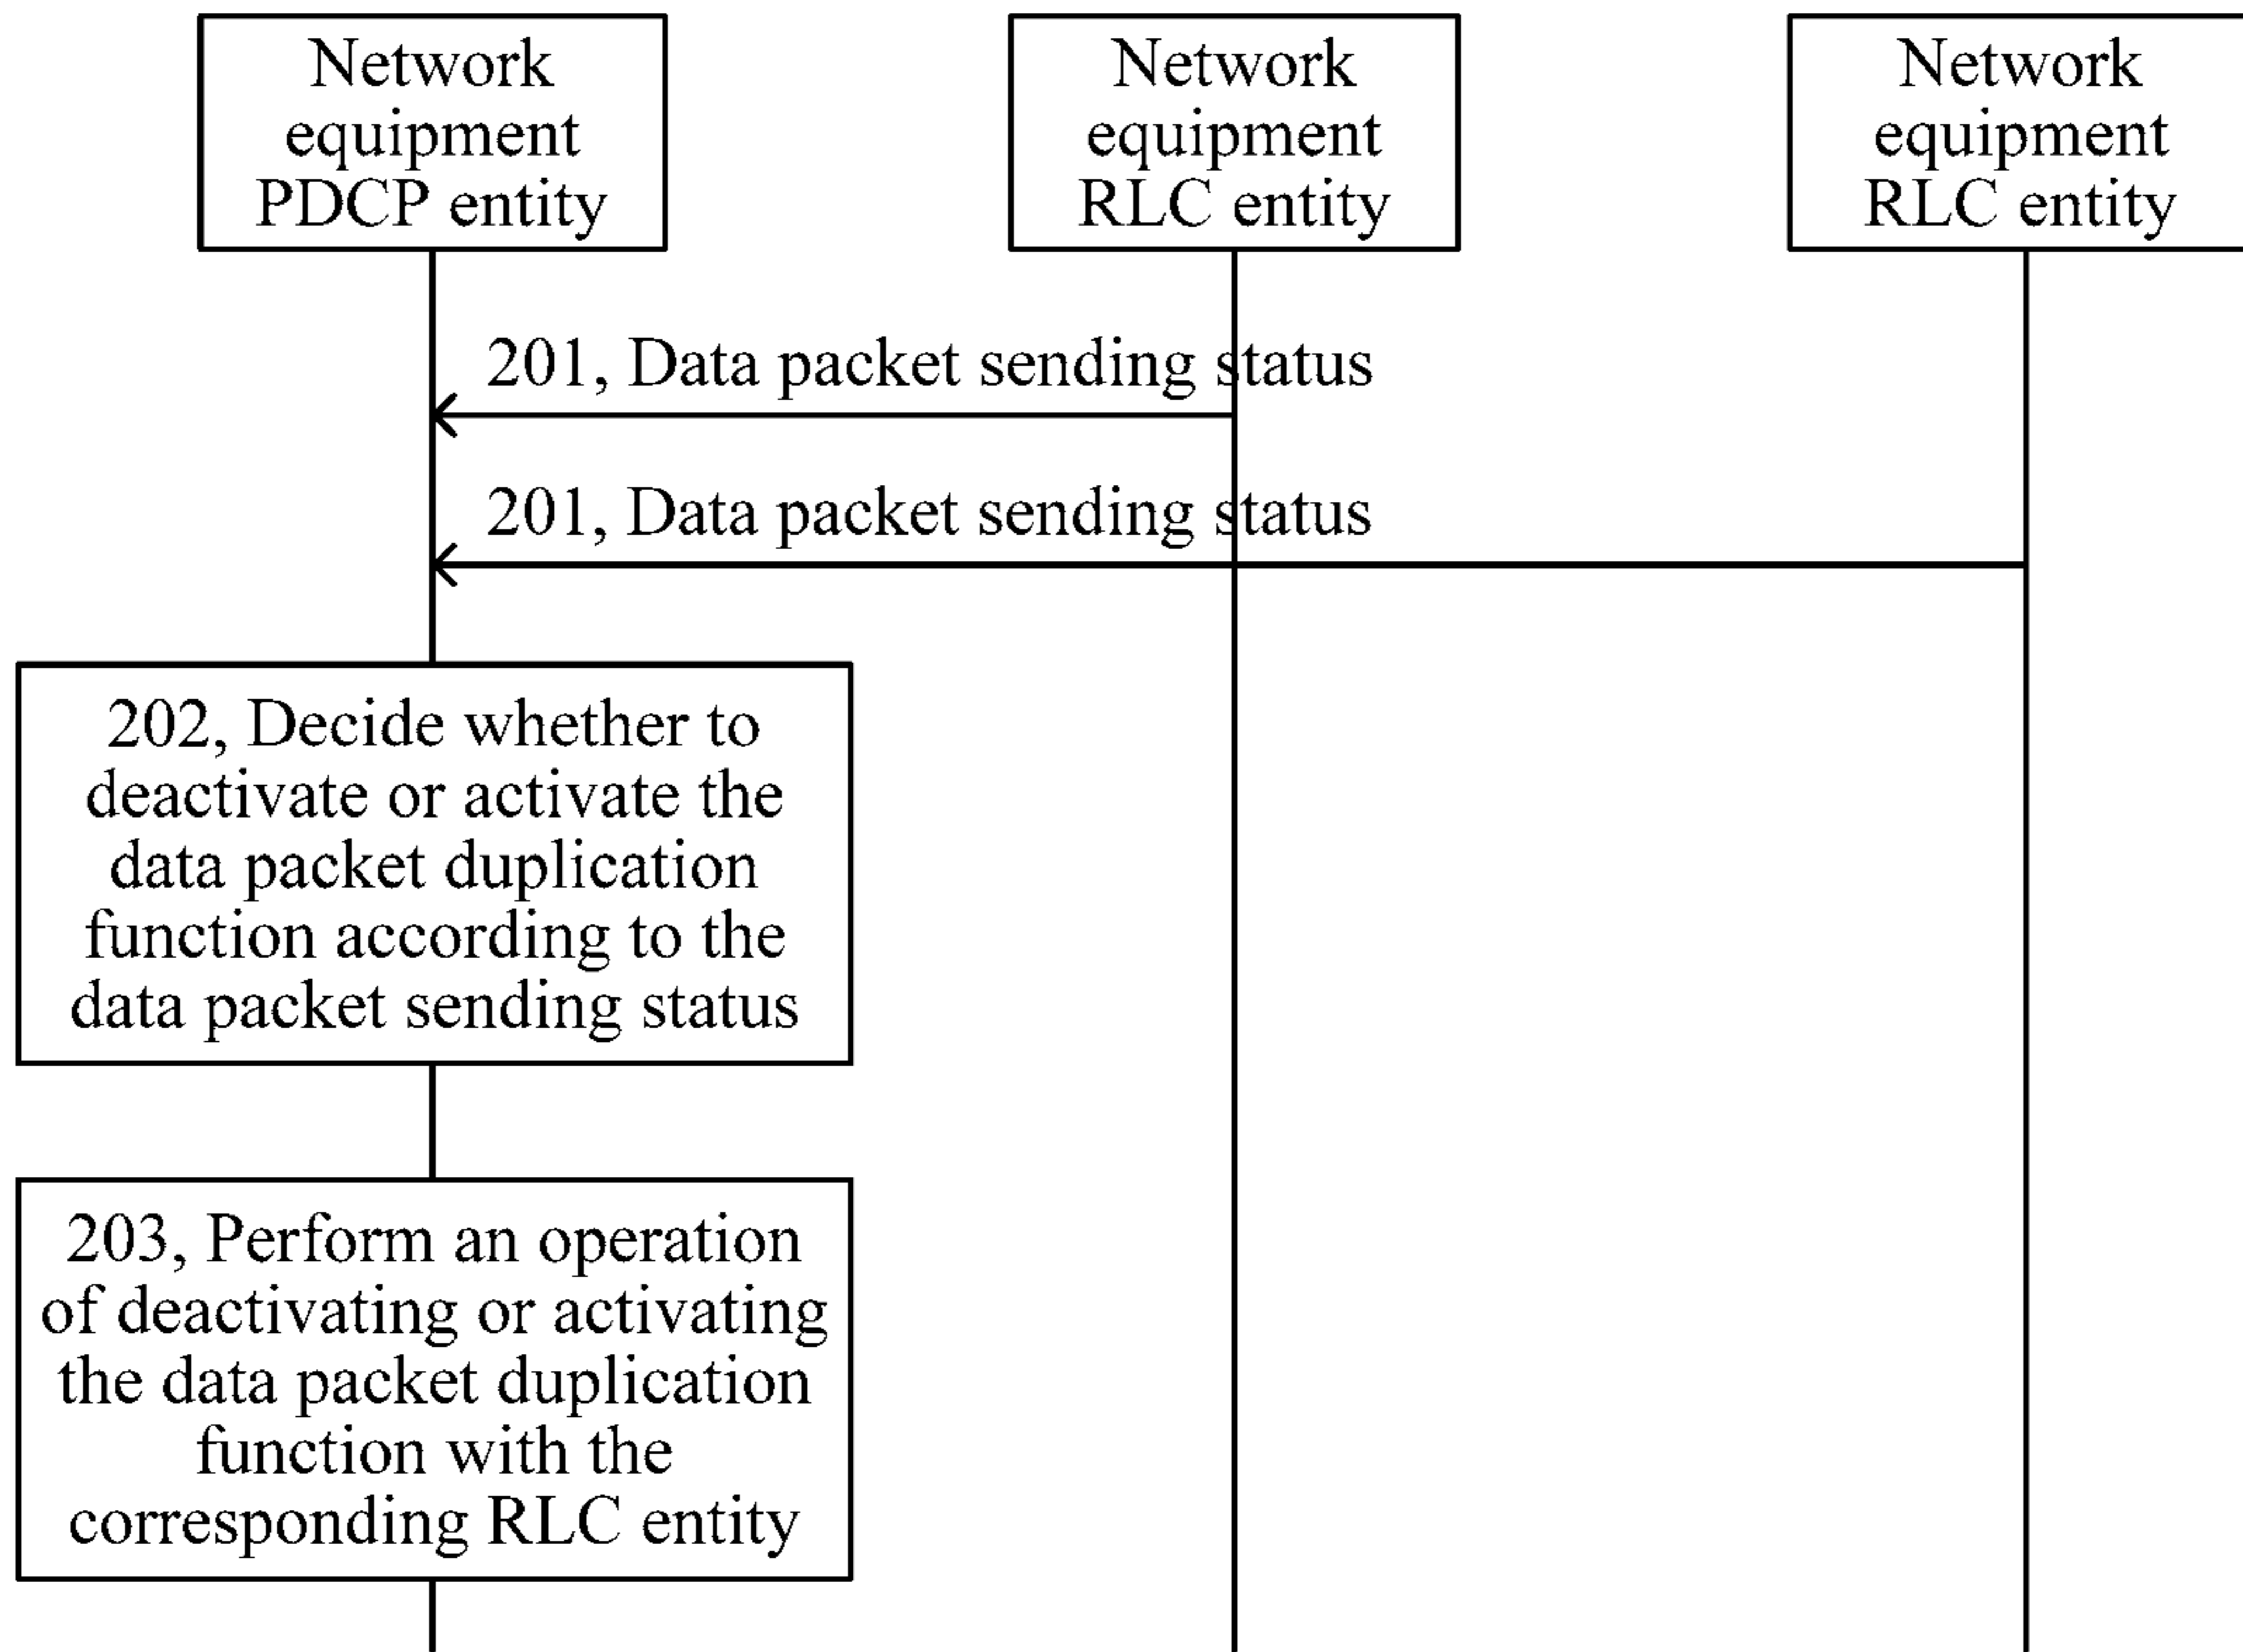 Network
equipment
PDCP entity
Network
equipment
RLC entity
Network
equipment
RLC entity
201, Data packet sending status
201, Data packet sending status
202, Decide whether to
deactivate or activate the
data packet duplication
function according to the
data packet sending status
203, Perform an operation
of deactivating or activating
the data packet duplication
function with the
corresponding RLC entity